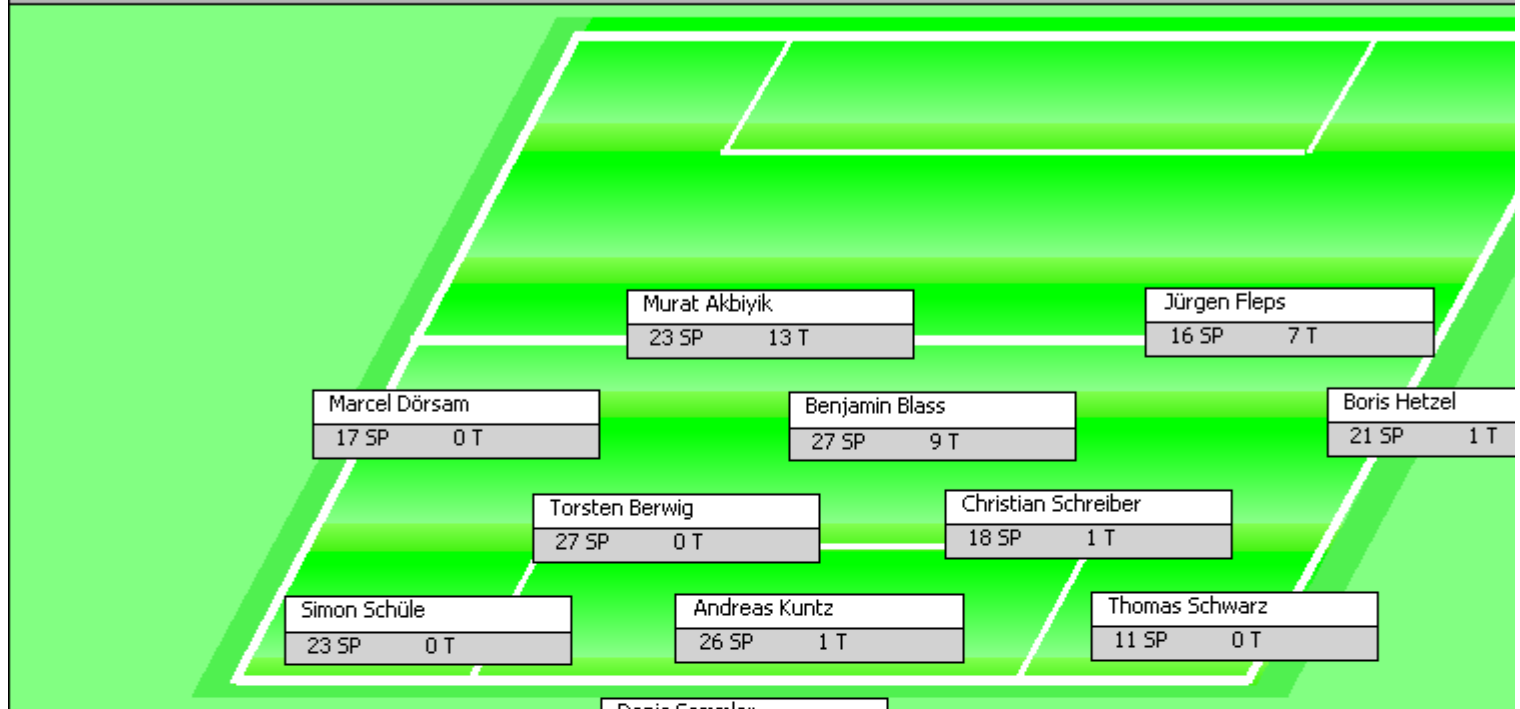 Murat Akbiyik
23 SP 13 T
Jürgen Fleps
16 SP 7 T
Marcel Dörsam
17 SP 0 T
Benjamin Blass
27 SP 9 T
Boris Hetzel
21 SP 1 T
Torsten Berwig
27 SP 0 T
Christian Schreiber
18 SP 1 T
Simon Schüle
23 SP 0 T
Andreas Kuntz
26 SP 1 T
Thomas Schwarz
11 SP 0 T